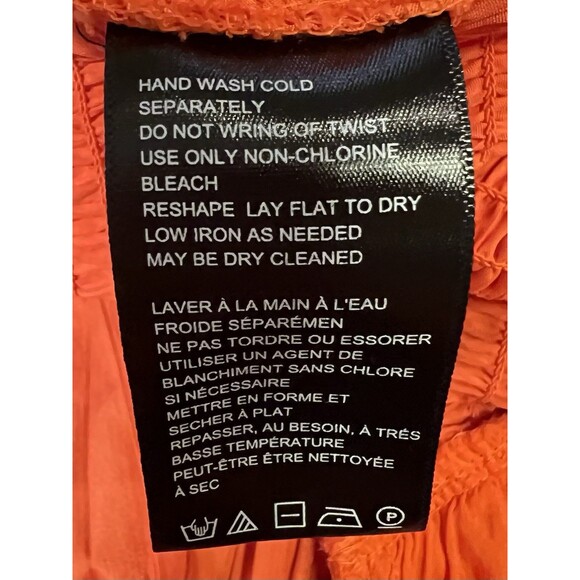 HAND WASH COLD
SEPARATELY
DO NOT WRING OF TWIST
USE ONLY NON-CHLORINE
BLEACH
RESHAPE LAY FLAT TO DRY
LOW IRON AS NEEDED
MAY BE DRY CLEANED
LAVER À LA MAIN À L'EAU
FROIDE SÉPARÉMEN
NE PAS TORDRE OU ESSORER
UTILISER UN AGENT DE
BLANCHIMENT SANS CHLORE
SI NÉCESSAIRE
METTRE EN FORME ET
SECHER À PLAT
REPASSER, AU BESOIN, À TRÉS
BASSE TEMPÉRATURE
PEUT-ÊTRE ÊTRE NETTOYÉE
À SEC
P